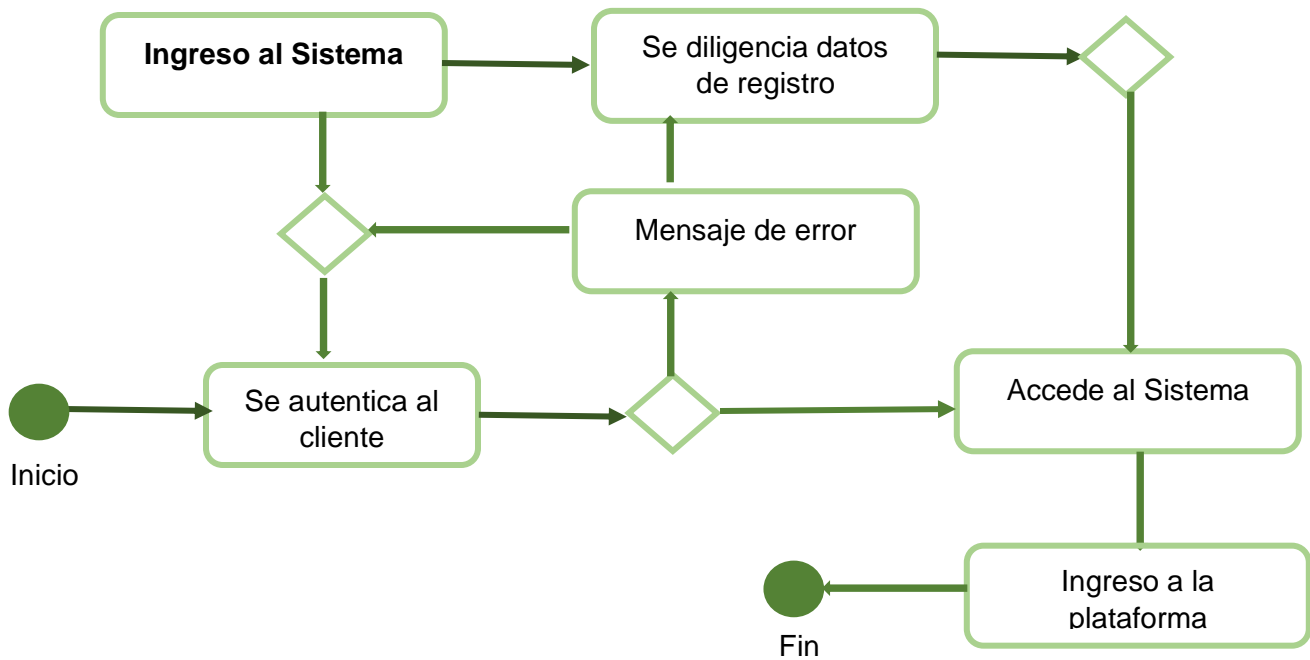 Ingreso al Sistema
Se diligencia datos
de registro
Mensaje de error
Se autentica al
cliente
Accede al Sistema
Inicio
Ingreso a la
plataforma
Fin